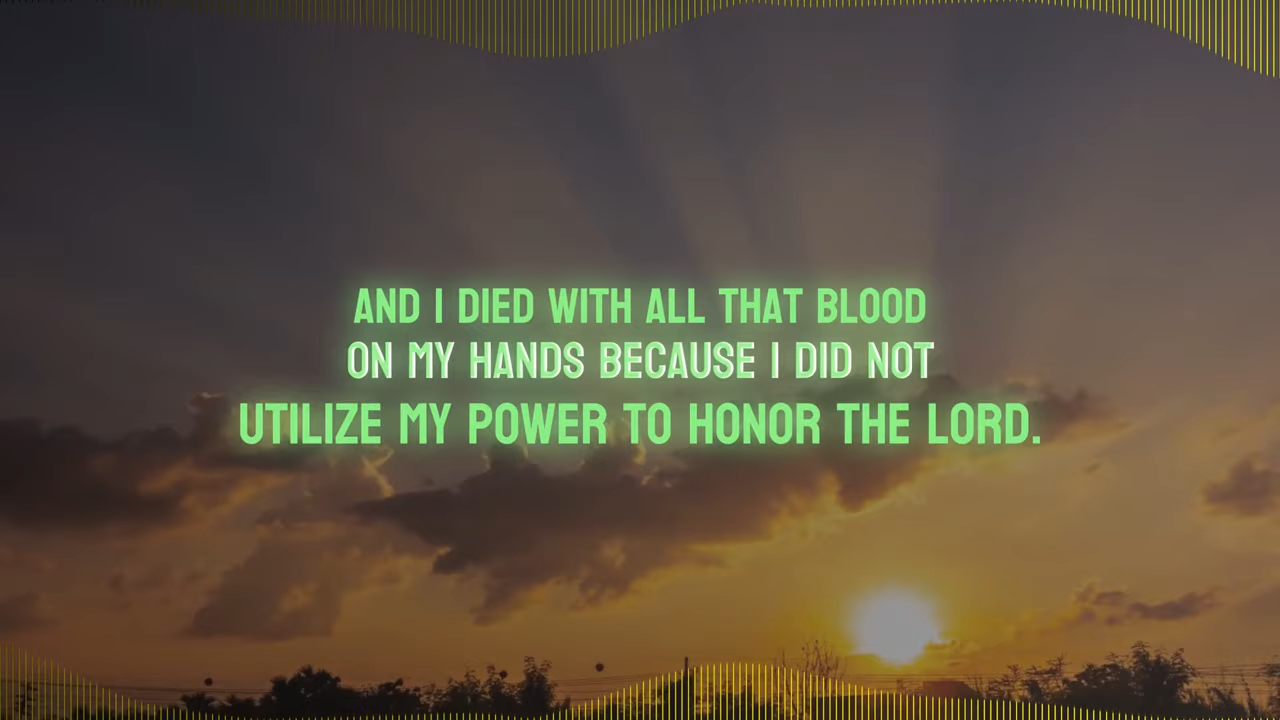 AND I DIED WITH ALL THAT BLOOD
ON MY HANDS BECAUSE I DID NOT
UTILIZE MY POWER TO HONOR THE LORD.